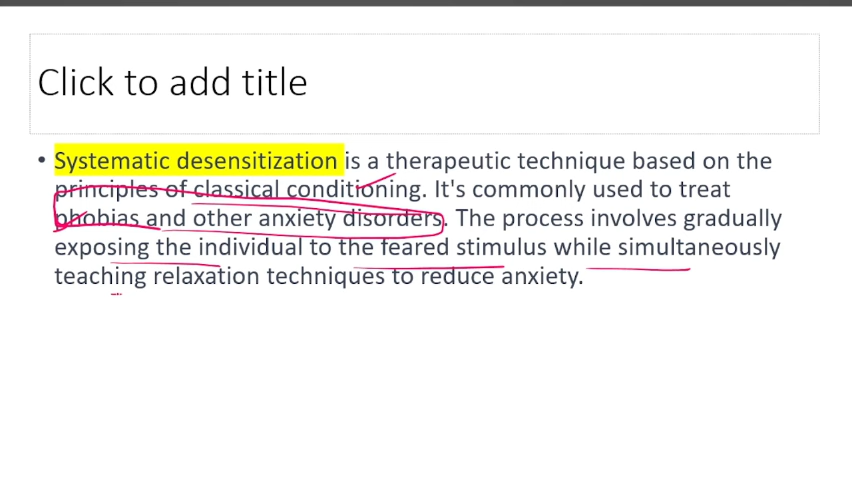 Click to add title
• Systematic desensitization is a therapeutic technique based on the
principles of classical conditioning. It's commonly used to treat
phobias and other anxiety disorders. The process involves gradually
exposing the individual to the feared stimulus while simultaneously
teaching relaxation techniques to reduce anxiety.